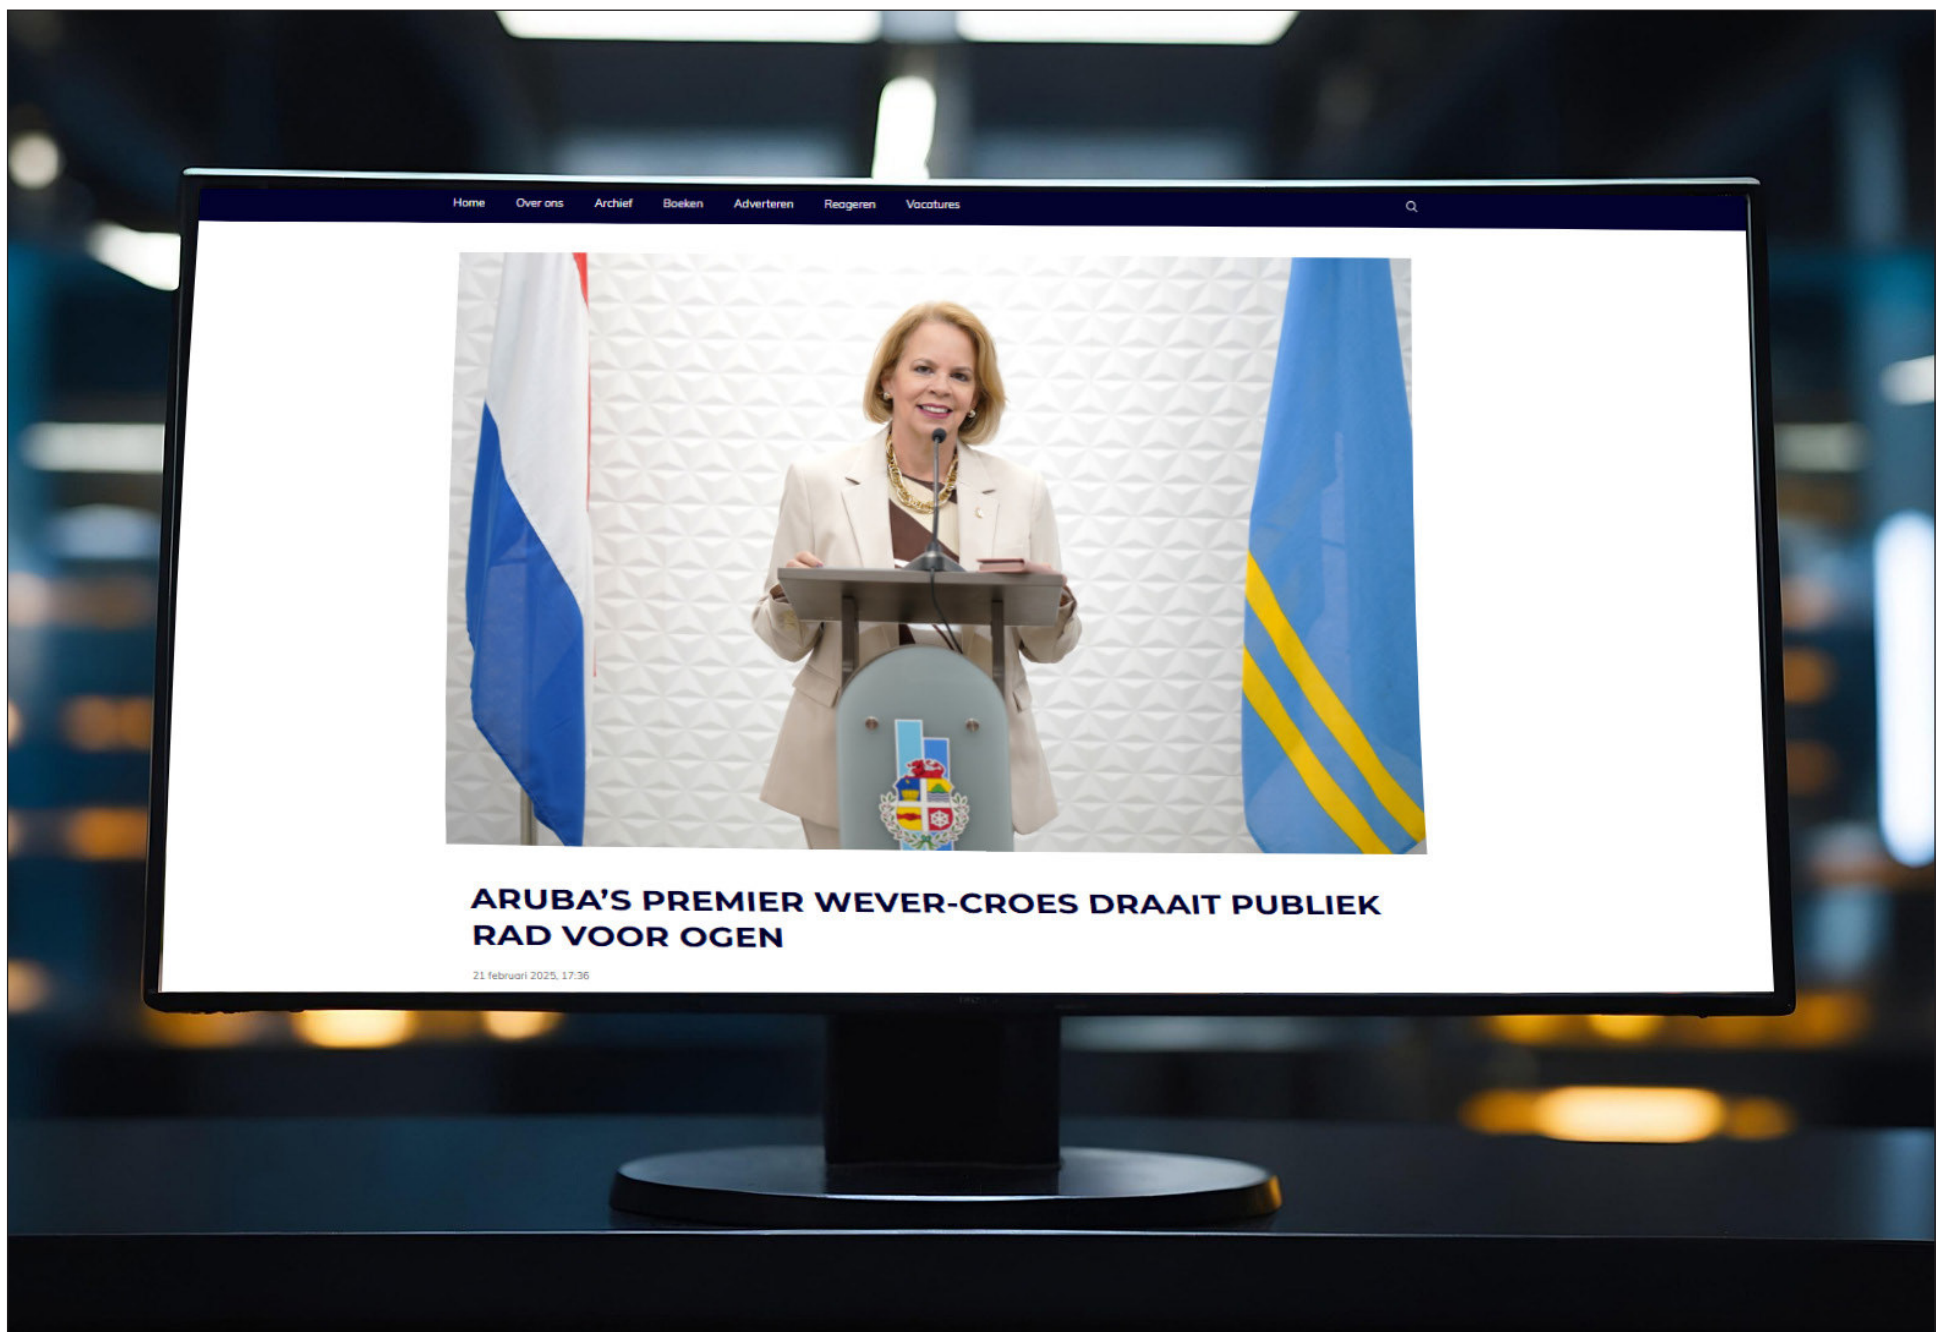 Home Over ons Archief Boeken Adverteren Reageren Vacatures
ARUBA’S PREMIER WEVER-CROES DRAAIT PUBLIEK
RAD VOOR OGEN
21 februari 2025, 17:36